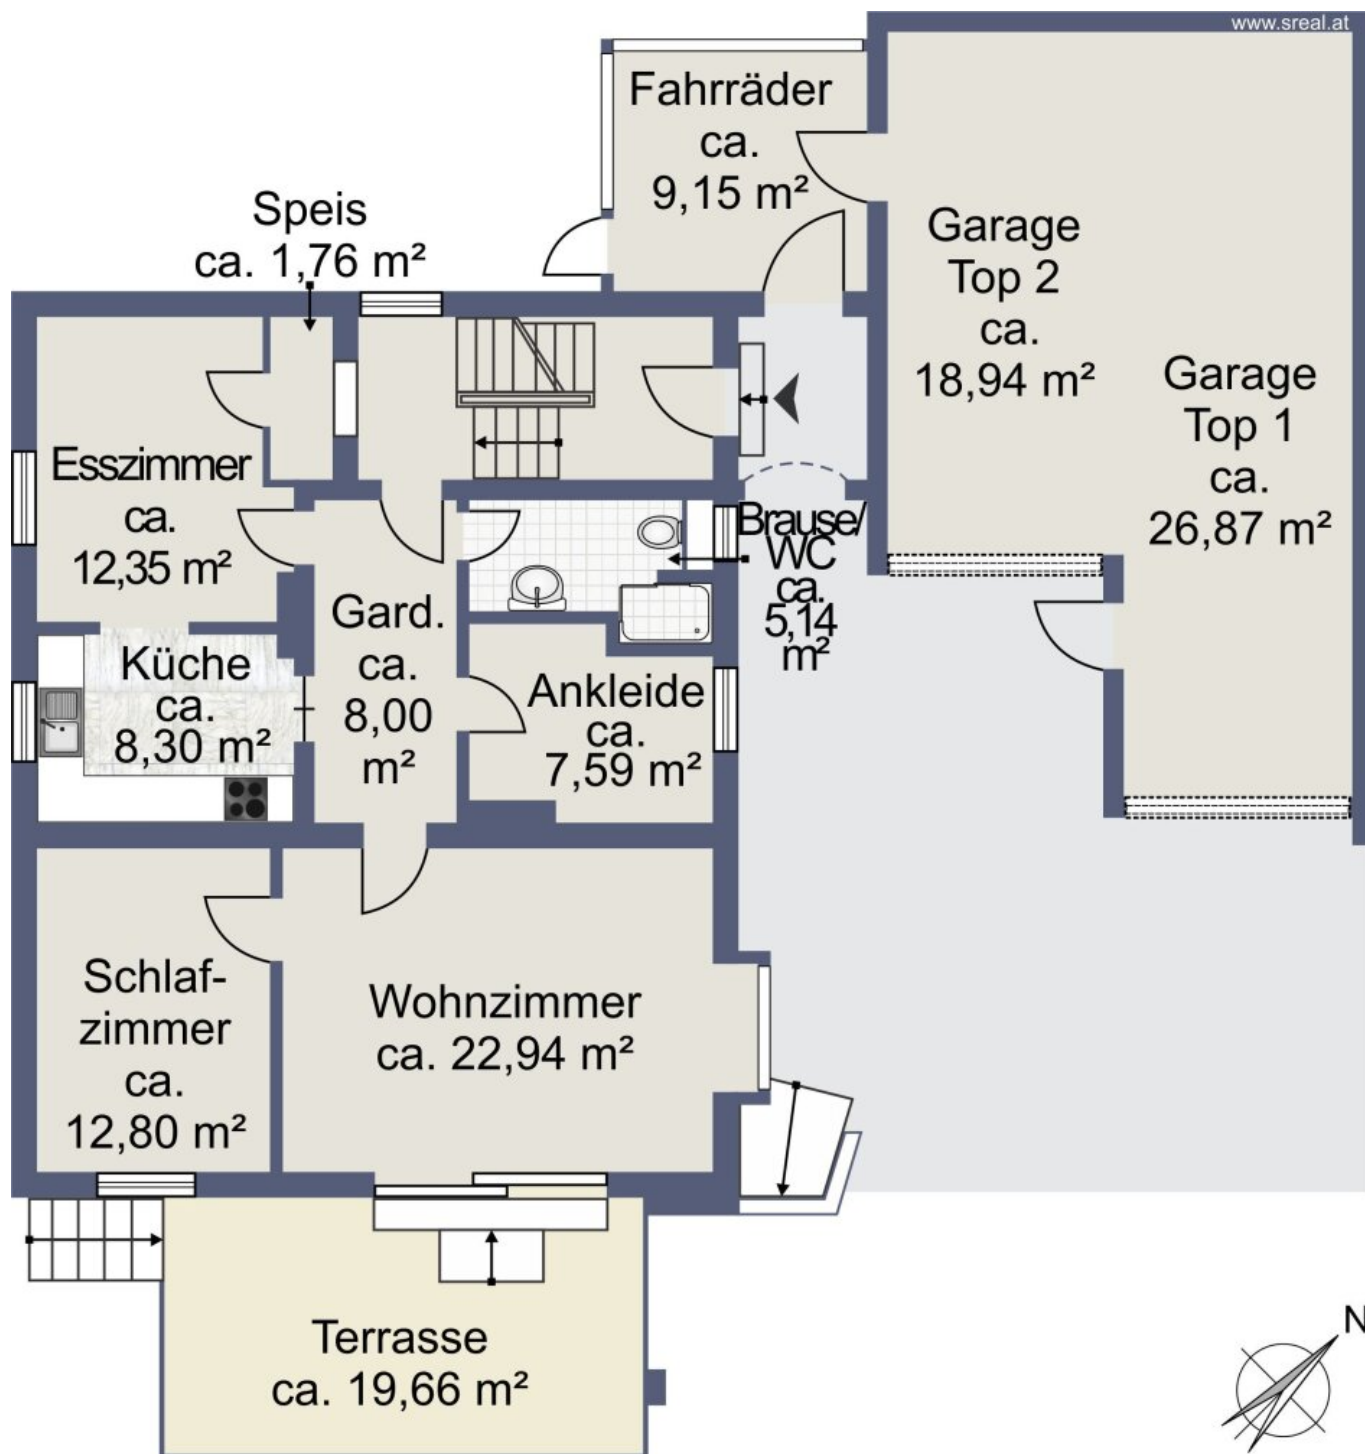 www.sreal.at
Fahrräder
ca.
9,15 m²
Speis
ca. 1,76 m²
Garage
Top 2
ca.
18,94 m²
Garage
Top 1
ca.
26,87 m²
Esszimmer
ca.
12,35 m²
Brause/
WC
ca.
5,14
m²
Gard.
ca.
8,00
m²
Küche
ca.
8,30 m²
Ankleide
ca.
7,59 m²
Schlaf-
zimmer
ca.
12,80 m²
Wohnzimmer
ca. 22,94 m²
Terrasse
ca. 19,66 m²
N